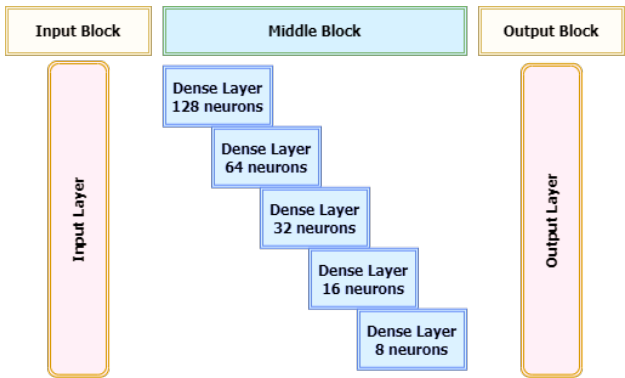 Input Block
Middle Block
Output Block
Input Layer
Dense Layer
128 neurons
Dense Layer
64 neurons
Dense Layer
32 neurons
Dense Layer
16 neurons
Dense Layer
8 neurons
Output Layer